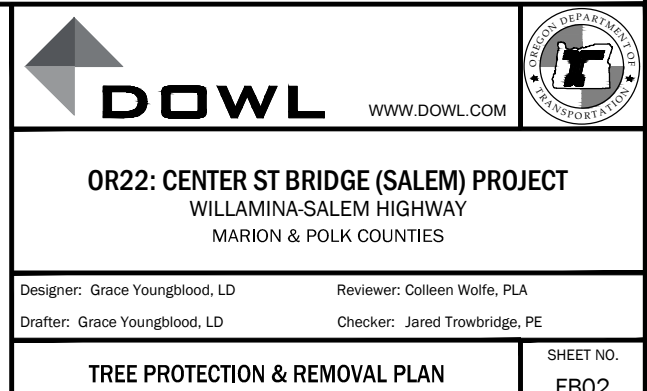 DOWL
WWW.DOWL.COM
OREGON DEPARTMENT OF TRANSPORTATION
OR22: CENTER ST BRIDGE (SALEM) PROJECT
WILLAMINA-SALEM HIGHWAY
MARION & POLK COUNTIES
Designer: Grace Youngblood, LD
Reviewer: Colleen Wolfe, PLA
Drafter: Grace Youngblood, LD
Checker: Jared Trowbridge, PE
TREE PROTECTION & REMOVAL PLAN
SHEET NO.
EB02